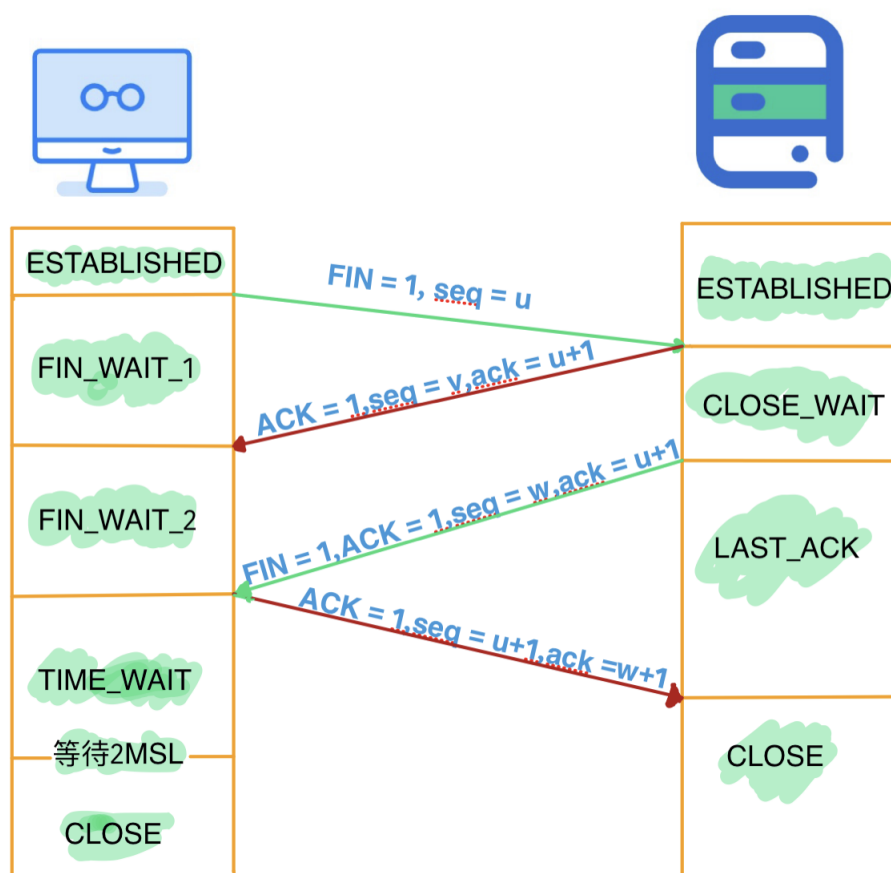 ESTABLISHED
FIN = 1, seq = u
ESTABLISHED
FIN_WAIT_1
ACK = 1,seq = v,ack = u+1
CLOSE_WAIT
FIN_WAIT_2
FIN = 1,ACK = 1,seq = w,ack = u+1
LAST_ACK
ACK = 1,seq = u+1,ack =w+1
TIME_WAIT
等待2MSL
CLOSE
CLOSE